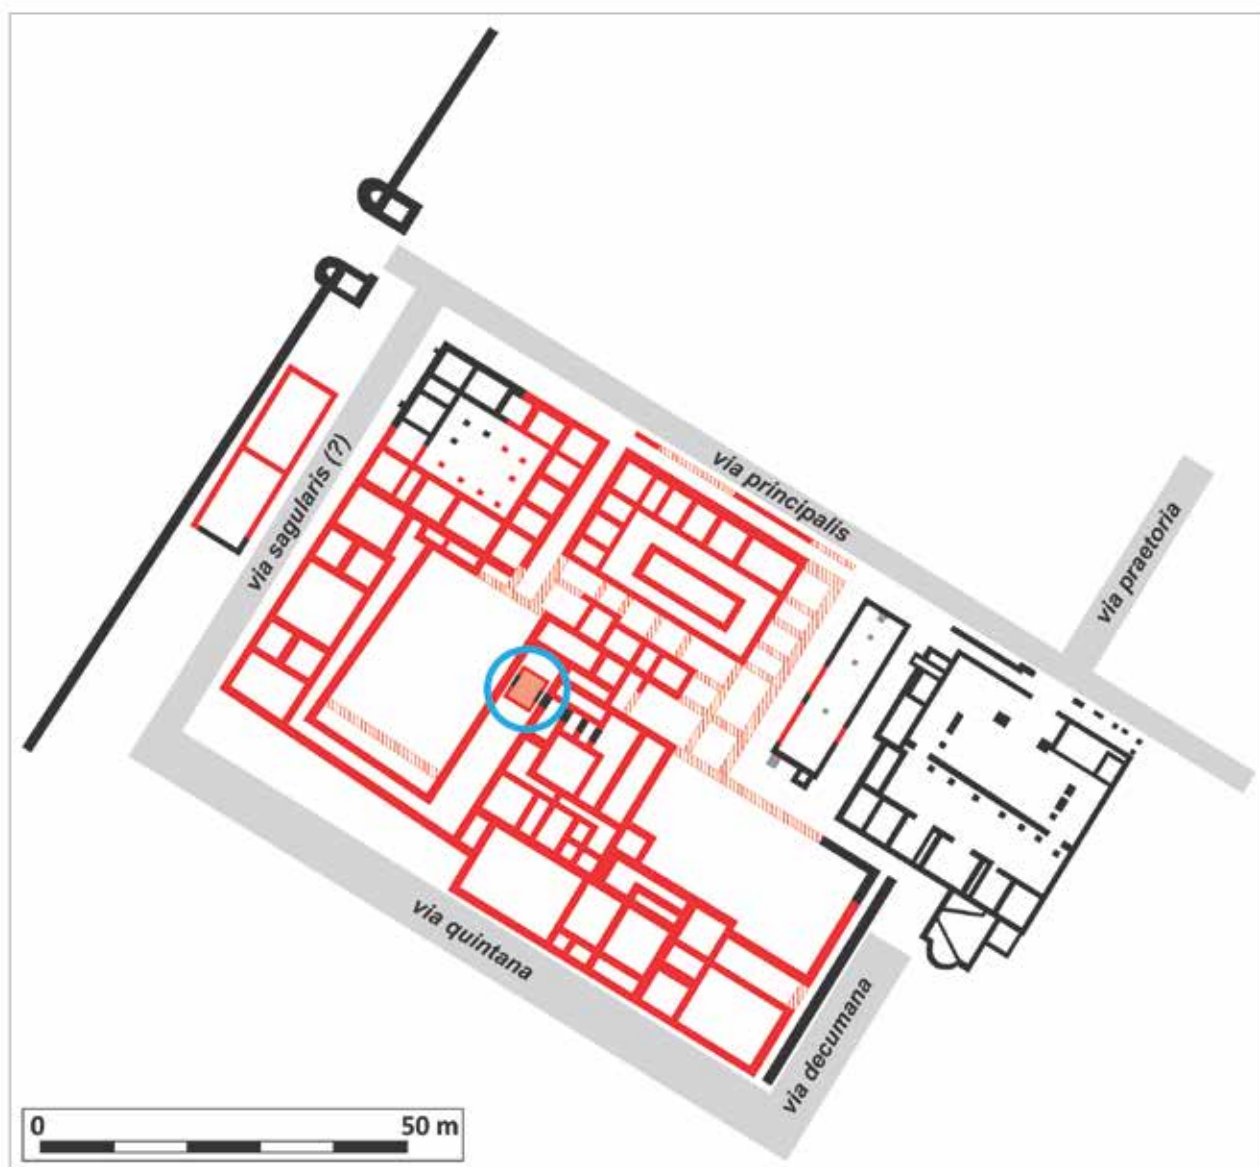 via principalis
via praetoria
via sagularis (?)
via quintana
via decumana
0 50 m